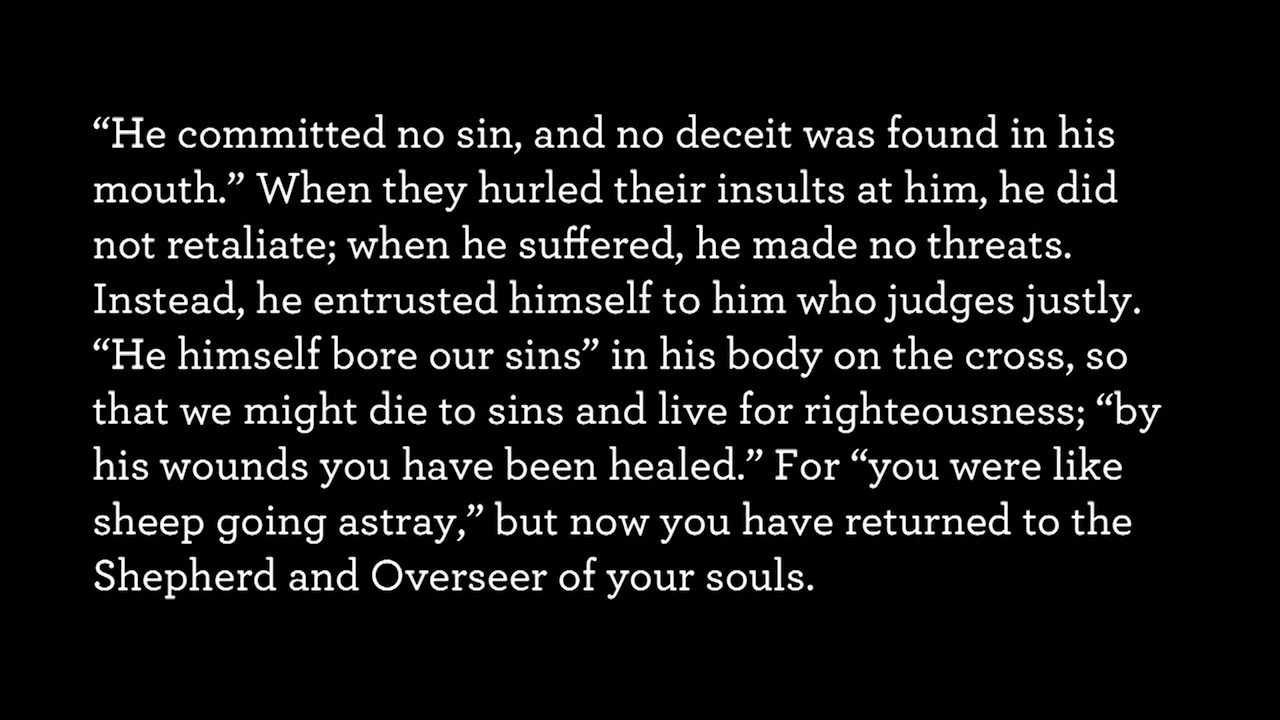 “He committed no sin, and no deceit was found in his
mouth.” When they hurled their insults at him, he did
not retaliate; when he suffered, he made no threats.
Instead, he entrusted himself to him who judges justly.
“He himself bore our sins” in his body on the cross, so
that we might die to sins and live for righteousness; “by
his wounds you have been healed.” For “you were like
sheep going astray,” but now you have returned to the
Shepherd and Overseer of your souls.